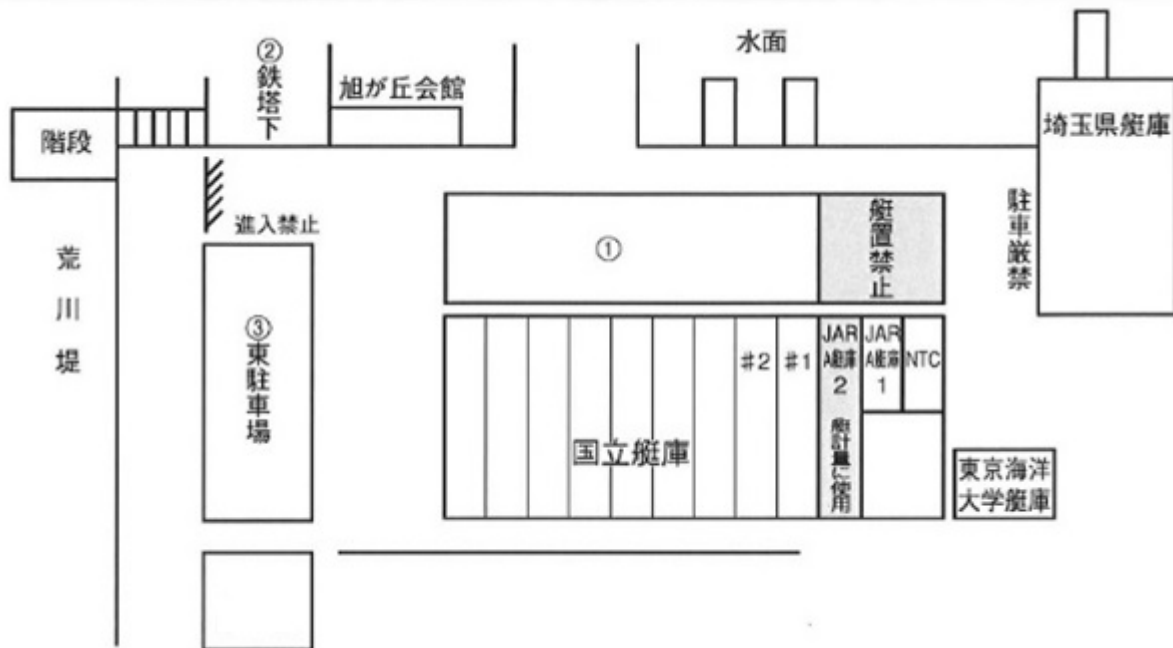 ②鉄塔下
旭が丘会館
水面
階段
埼玉県艇庫
進入禁止
荒川堤
①
艇置禁止
駐車厳禁
③東駐車場
#2
#1
JAR
A艇庫
2
艇計量に使用
JAR
A艇庫
1
NTC
国立艇庫
東京海洋
大学艇庫